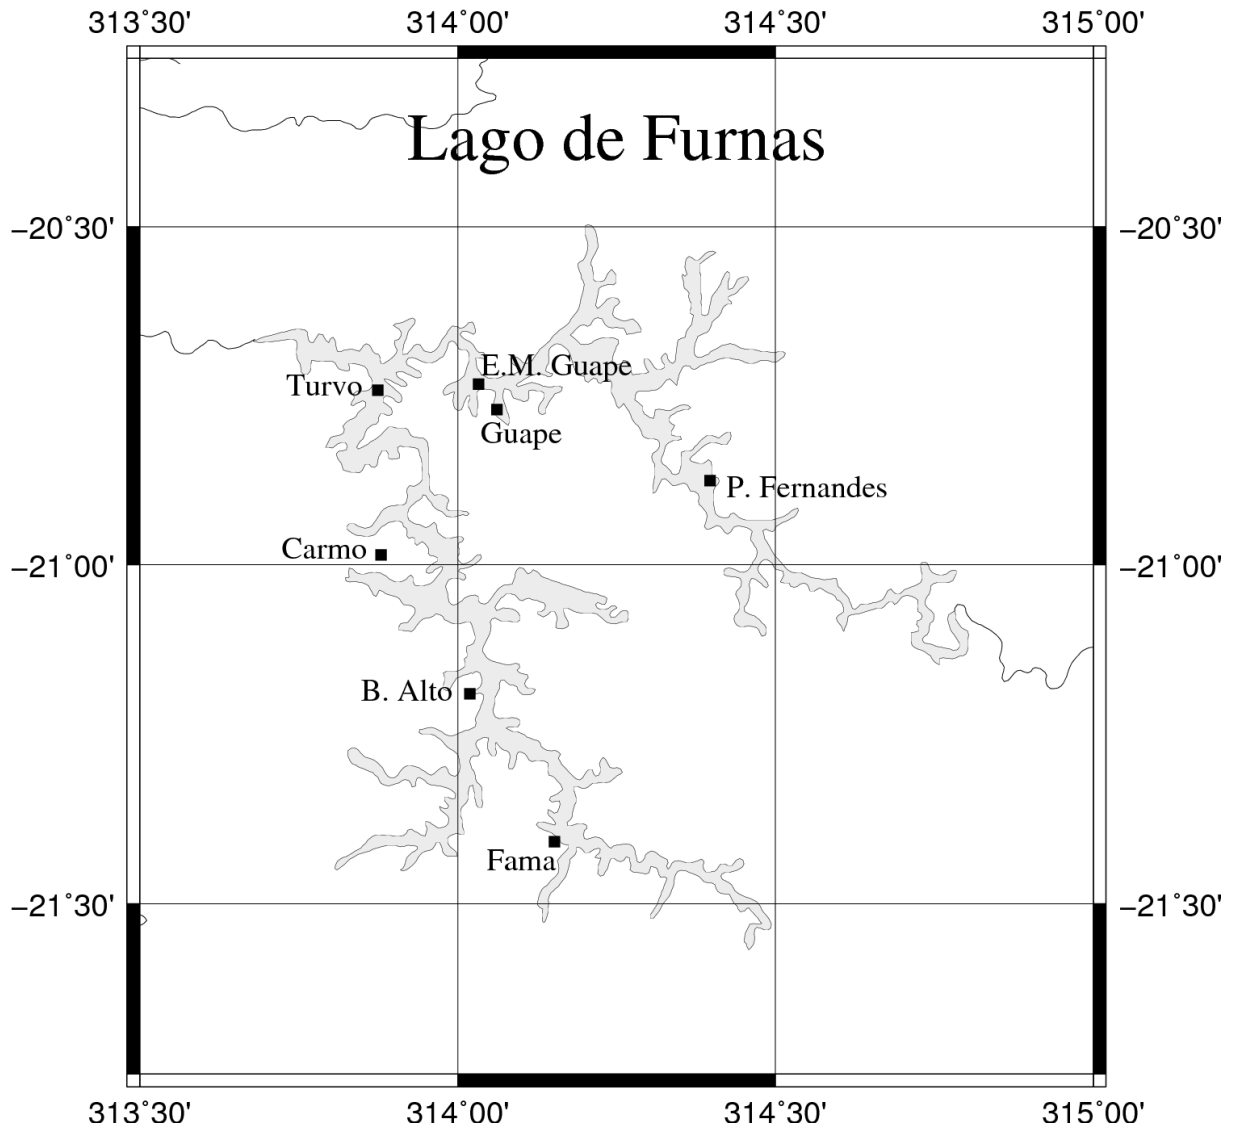 313˚30' 314˚00' 314˚30' 315˚00'
Lago de Furnas
−20˚30' −20˚30'
E.M. Guape
Turvo
Guape
P. Fernandes
Carmo
−21˚00' −21˚00'
B. Alto
Fama
−21˚30' −21˚30'
313˚30' 314˚00' 314˚30' 315˚00'